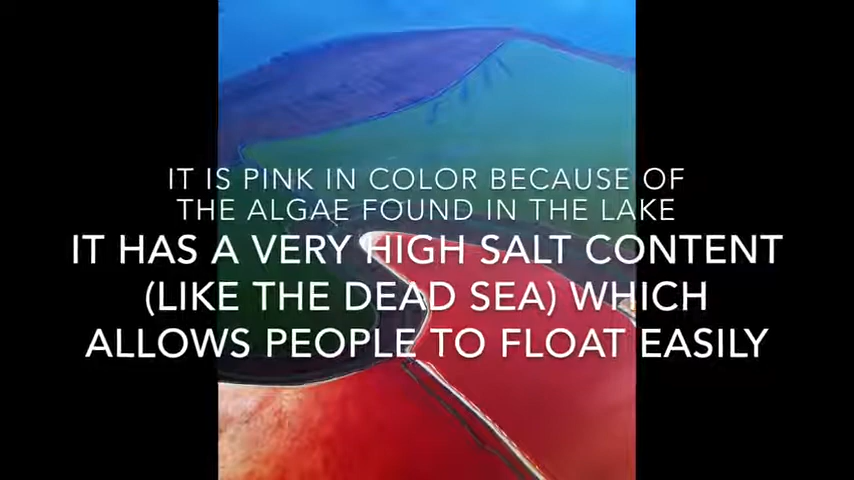 IT IS PINK IN COLOR BECAUSE OF
THE ALGAE FOUND IN THE LAKE
IT HAS A VERY HIGH SALT CONTENT
(LIKE THE DEAD SEA) WHICH
ALLOWS PEOPLE TO FLOAT EASILY